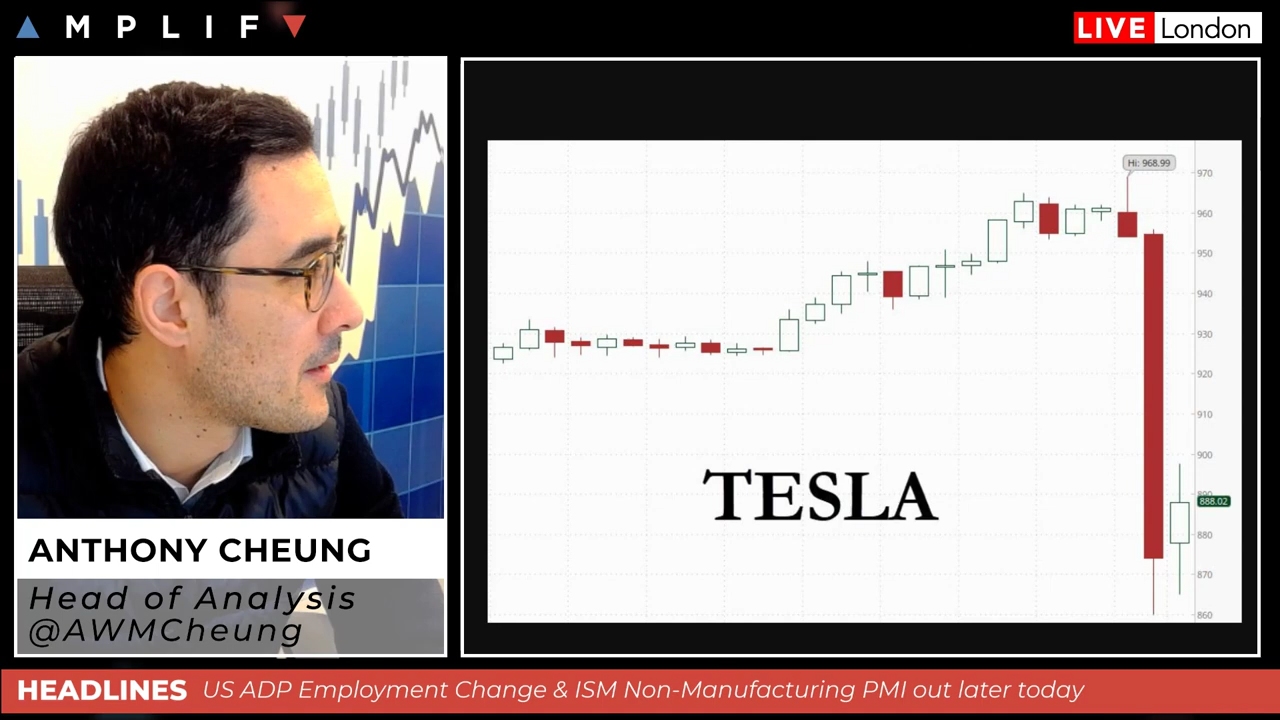 AMPLIFY
LIVE London
Hi: 968.99
970
960
950
940
930
920
910
900
890
888.02
880
870
860
TESLA
ANTHONY CHEUNG
Head of Analysis
@AWMCheung
HEADLINES US ADP Employment Change & ISM Non-Manufacturing PMI out later today